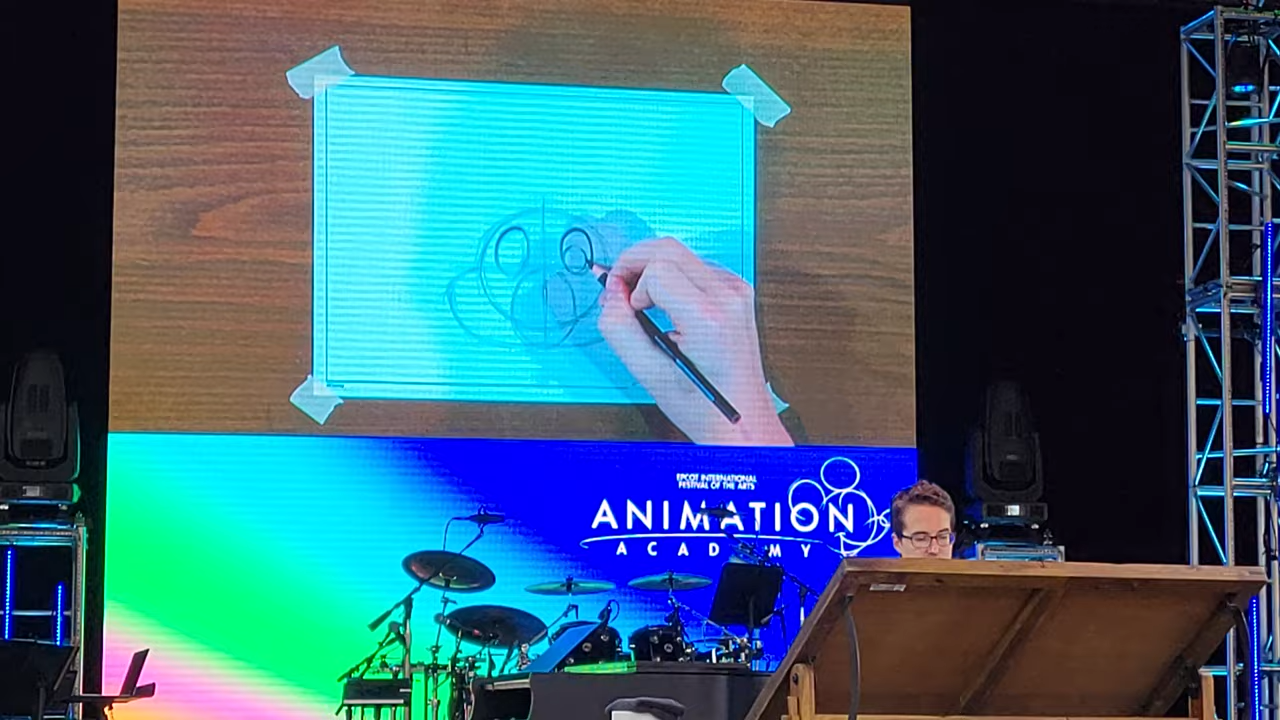 EPCOT INTERNATIONAL
FESTIVAL OF THE ARTS
ANIMATION
ACADEMY